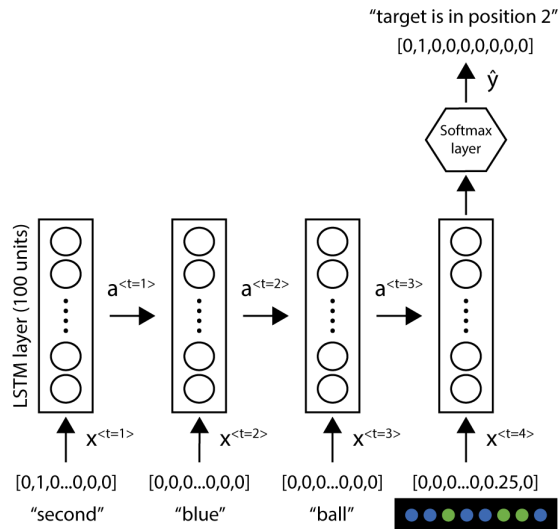 “target is in position 2”
[0,1,0,0,0,0,0,0,0]
ŷ
Softmax
layer
LSTM layer (100 units)
a<t=1>
a<t=2>
a<t=3>
x<t=1>
x<t=2>
x<t=3>
x<t=4>
[0,1,0...0,0,0]
[0,0,0...0,0,0]
[0,0,0...0,0,0]
[0,0,0...0,0.25,0]
“second”
“blue”
“ball”